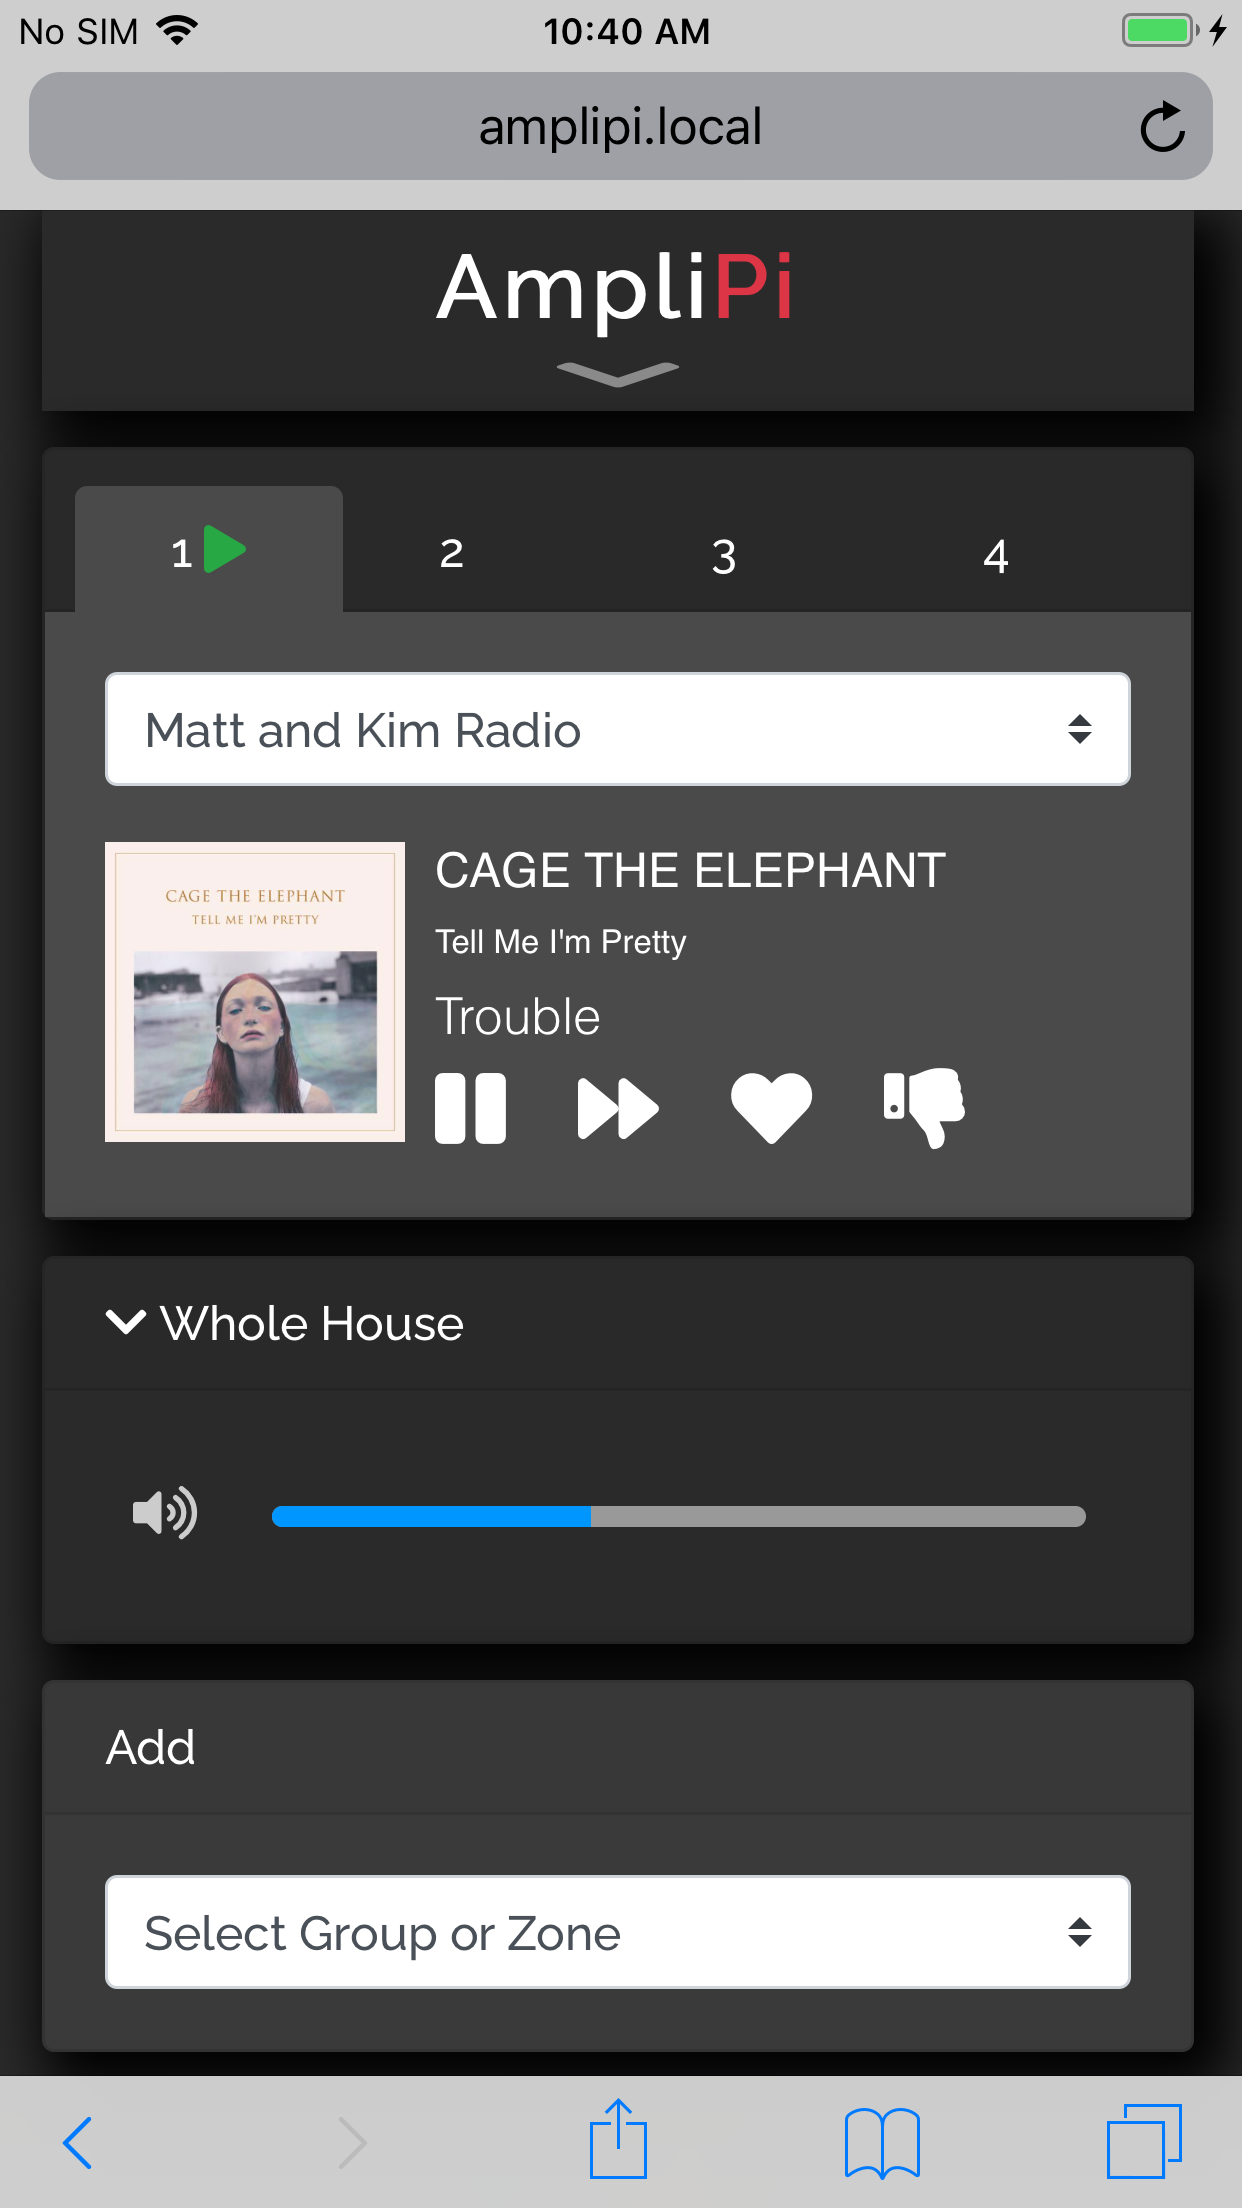 No SIM 10:40 AM
amplipi.local
AmpliPi
1 2 3 4
Matt and Kim Radio
CAGE THE ELEPHANT
TELL ME I'M PRETTY
CAGE THE ELEPHANT
Tell Me I'm Pretty
Trouble
Whole House
Add
Select Group or Zone